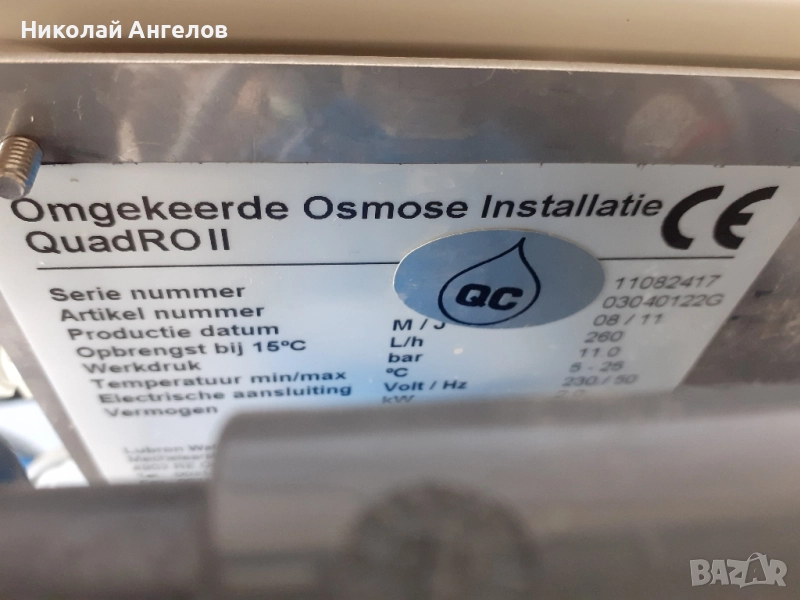 Николай Ангелов
Omgekeerde Osmose Installatie CE
QuadRO II
QC
Serie nummer 11082417
Artikel nummer 03040122G
Productie datum M / J 08 / 11
Opbrengst bij 15ºC L/h 260
Werkdruk bar 11.0
Temperatuur min/max ºC 5 - 25
Electrische aansluiting Volt / Hz 230 / 50
Vermogen kW
Lubron
BAZAR